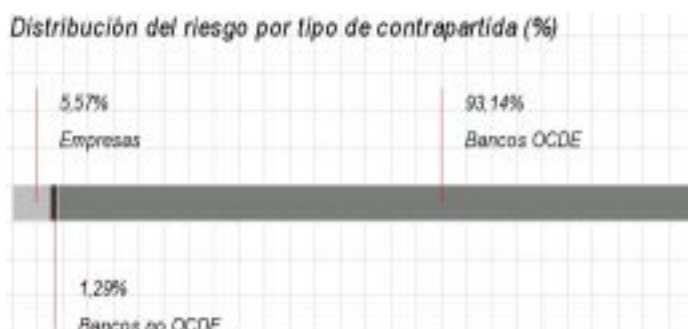 Distribución del riesgo por tipo de contrapartida (%)
5,57%
Empresas
93,14%
Bancos OCDE
1,29%
Bancos no OCDE